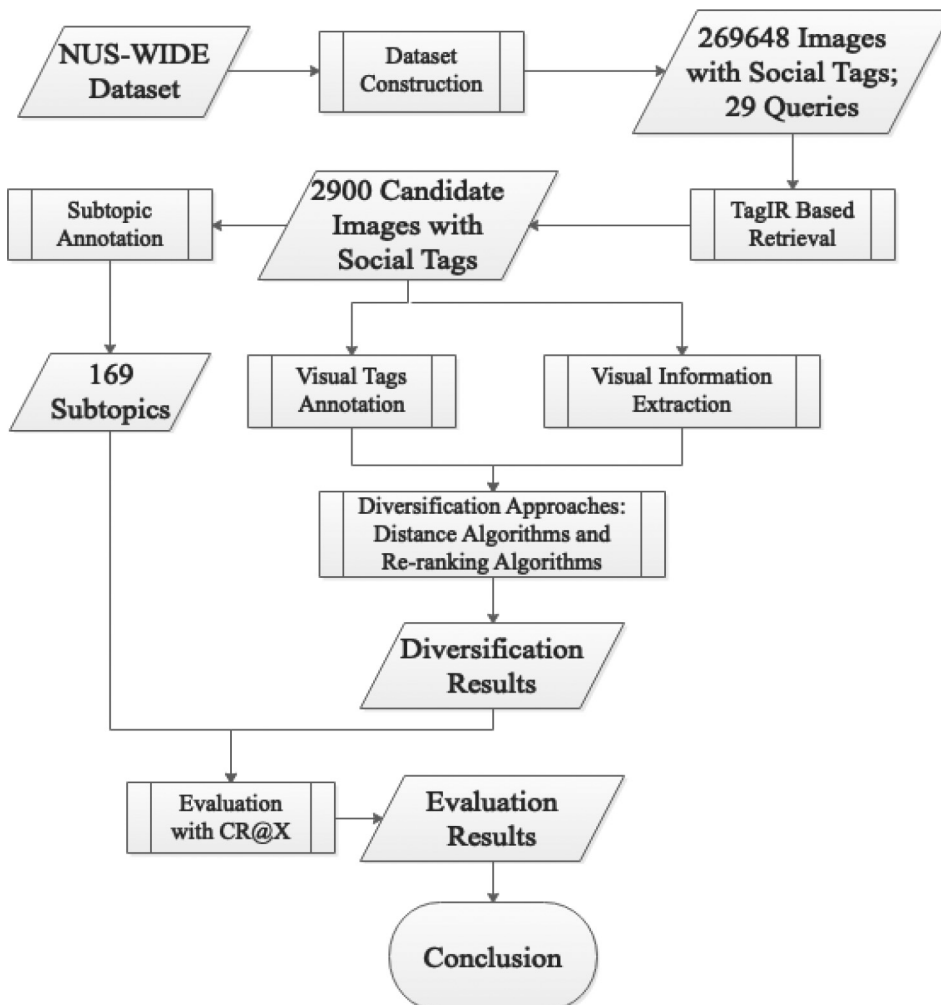 NUS-WIDE
Dataset
Dataset
Construction
269648 Images
with Social Tags;
29 Queries
Subtopic
Annotation
2900 Candidate
Images with
Social Tags
TagIR Based
Retrieval
169
Subtopics
Visual Tags
Annotation
Visual Information
Extraction
Diversification Approaches:
Distance Algorithms and
Re-ranking Algorithms
Diversification
Results
Evaluation
with CR@X
Evaluation
Results
Conclusion